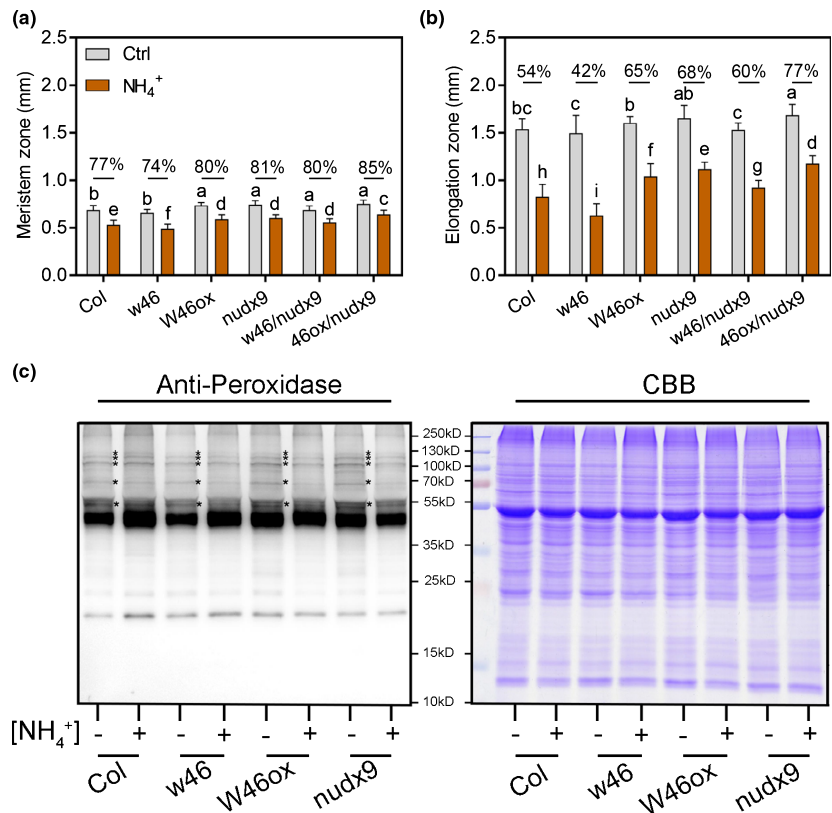 (a)
2.5
2.0
1.5
1.0
0.5
0.0
Meristem zone (mm)
Ctrl
NH₄⁺
77% 74% 80% 81% 80% 85%
b e b f a d a d a d a c
Col w46 W46ox nudx9 w46/nudx9 46ox/nudx9
(b)
2.5
2.0
1.5
1.0
0.5
0.0
Elongation zone (mm)
54% 42% 65% 68% 60% 77%
bc h c i b f ab e c g a d
Col w46 W46ox nudx9 w46/nudx9 46ox/nudx9
(c)
Anti-Peroxidase
CBB
* * * *
* * * *
* * * *
* * * *
* * * *
250kD
130kD
100kD
70kD
55kD
35kD
25kD
15kD
10kD
[NH₄⁺] - + - + - + - +
Col w46 W46ox nudx9
- + - + - + - +
Col w46 W46ox nudx9